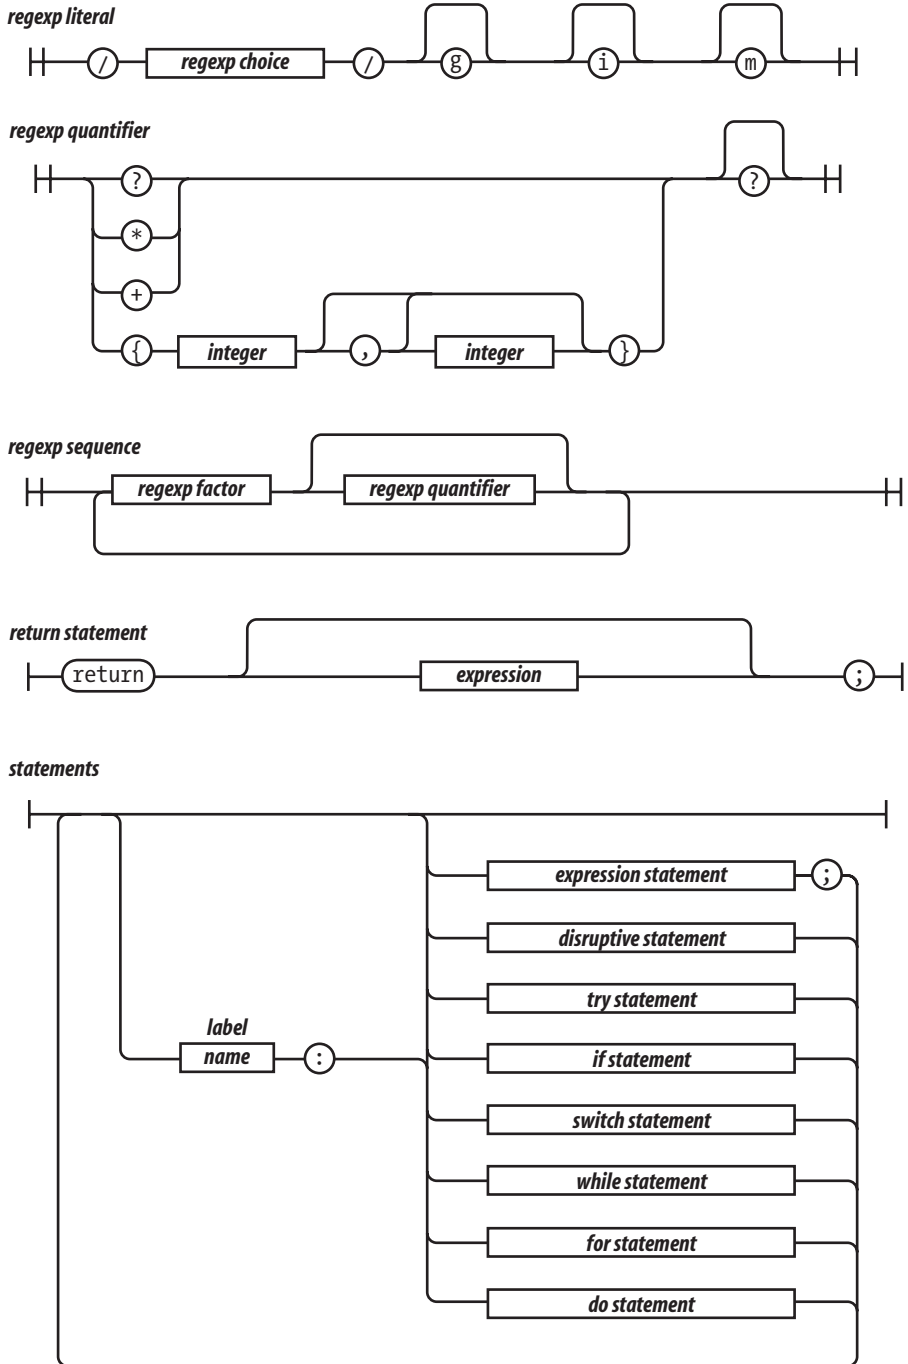 regexp literal
/ regexp choice / g i m
regexp quantifier
? ?
*
+
{ integer , integer }
regexp sequence
regexp factor regexp quantifier
return statement
return expression ;
statements
expression statement ;
disruptive statement
try statement
label
name : if statement
switch statement
while statement
for statement
do statement